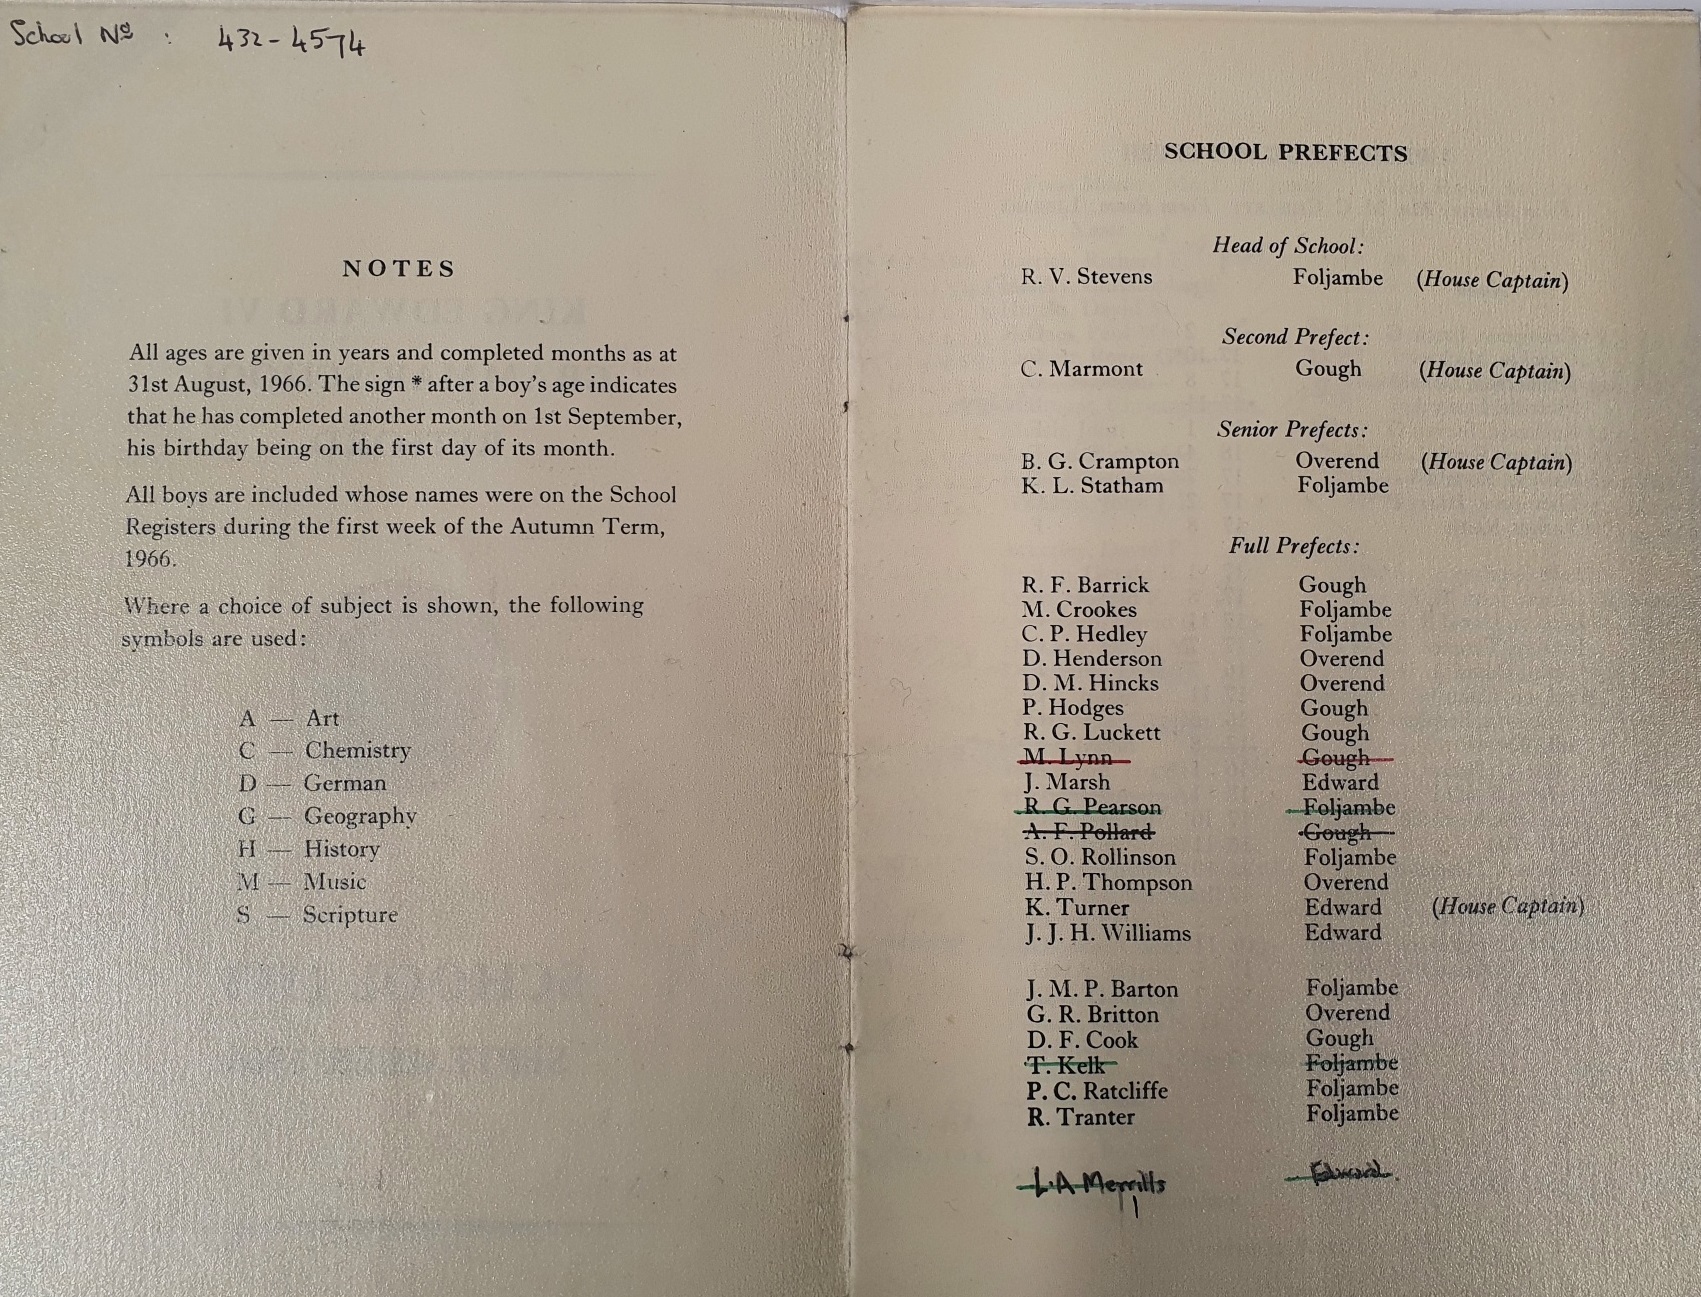 School No : 432-4574
NOTES
All ages are given in years and completed months as at
31st August, 1966. The sign * after a boy's age indicates
that he has completed another month on 1st September,
his birthday being on the first day of its month.
All boys are included whose names were on the School
Registers during the first week of the Autumn Term,
1966.
Where a choice of subject is shown, the following
symbols are used:
A — Art
C — Chemistry
D — German
G — Geography
H — History
M — Music
S — Scripture
SCHOOL PREFECTS
Head of School:
R. V. Stevens Foljambe (House Captain)
Second Prefect:
C. Marmont Gough (House Captain)
Senior Prefects:
B. G. Crampton Overend (House Captain)
K. L. Statham Foljambe
Full Prefects:
R. F. Barrick Gough
M. Crookes Foljambe
C. P. Hedley Foljambe
D. Henderson Overend
D. M. Hincks Overend
P. Hodges Gough
R. G. Luckett Gough
M. Lynn Gough
J. Marsh Edward
R. G. Pearson Foljambe
A. F. Pollard Gough
S. O. Rollinson Foljambe
H. P. Thompson Overend
K. Turner Edward (House Captain)
J. J. H. Williams Edward
J. M. P. Barton Foljambe
G. R. Britton Overend
D. F. Cook Gough
T. Kelk Foljambe
P. C. Ratcliffe Foljambe
R. Tranter Foljambe
L.A Merrills Edward.